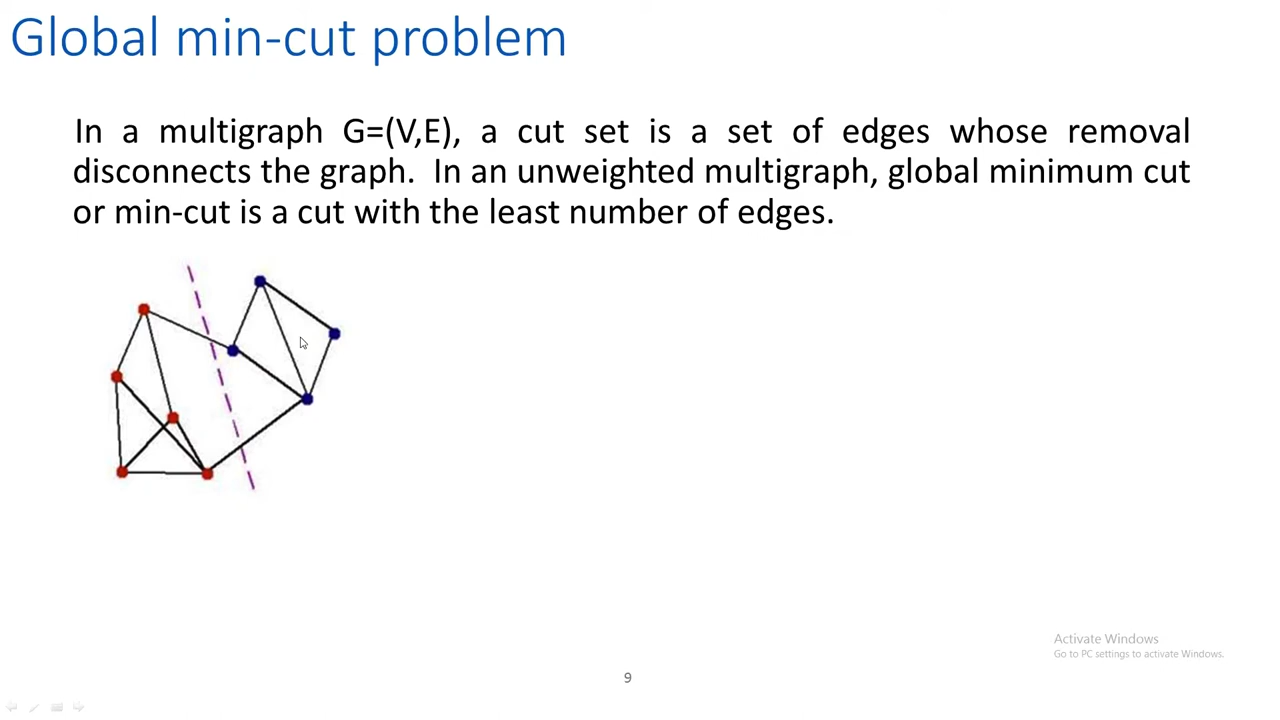 Global min-cut problem
In a multigraph G=(V,E), a cut set is a set of edges whose removal
disconnects the graph. In an unweighted multigraph, global minimum cut
or min-cut is a cut with the least number of edges.
Activate Windows
Go to PC settings to activate Windows.
9